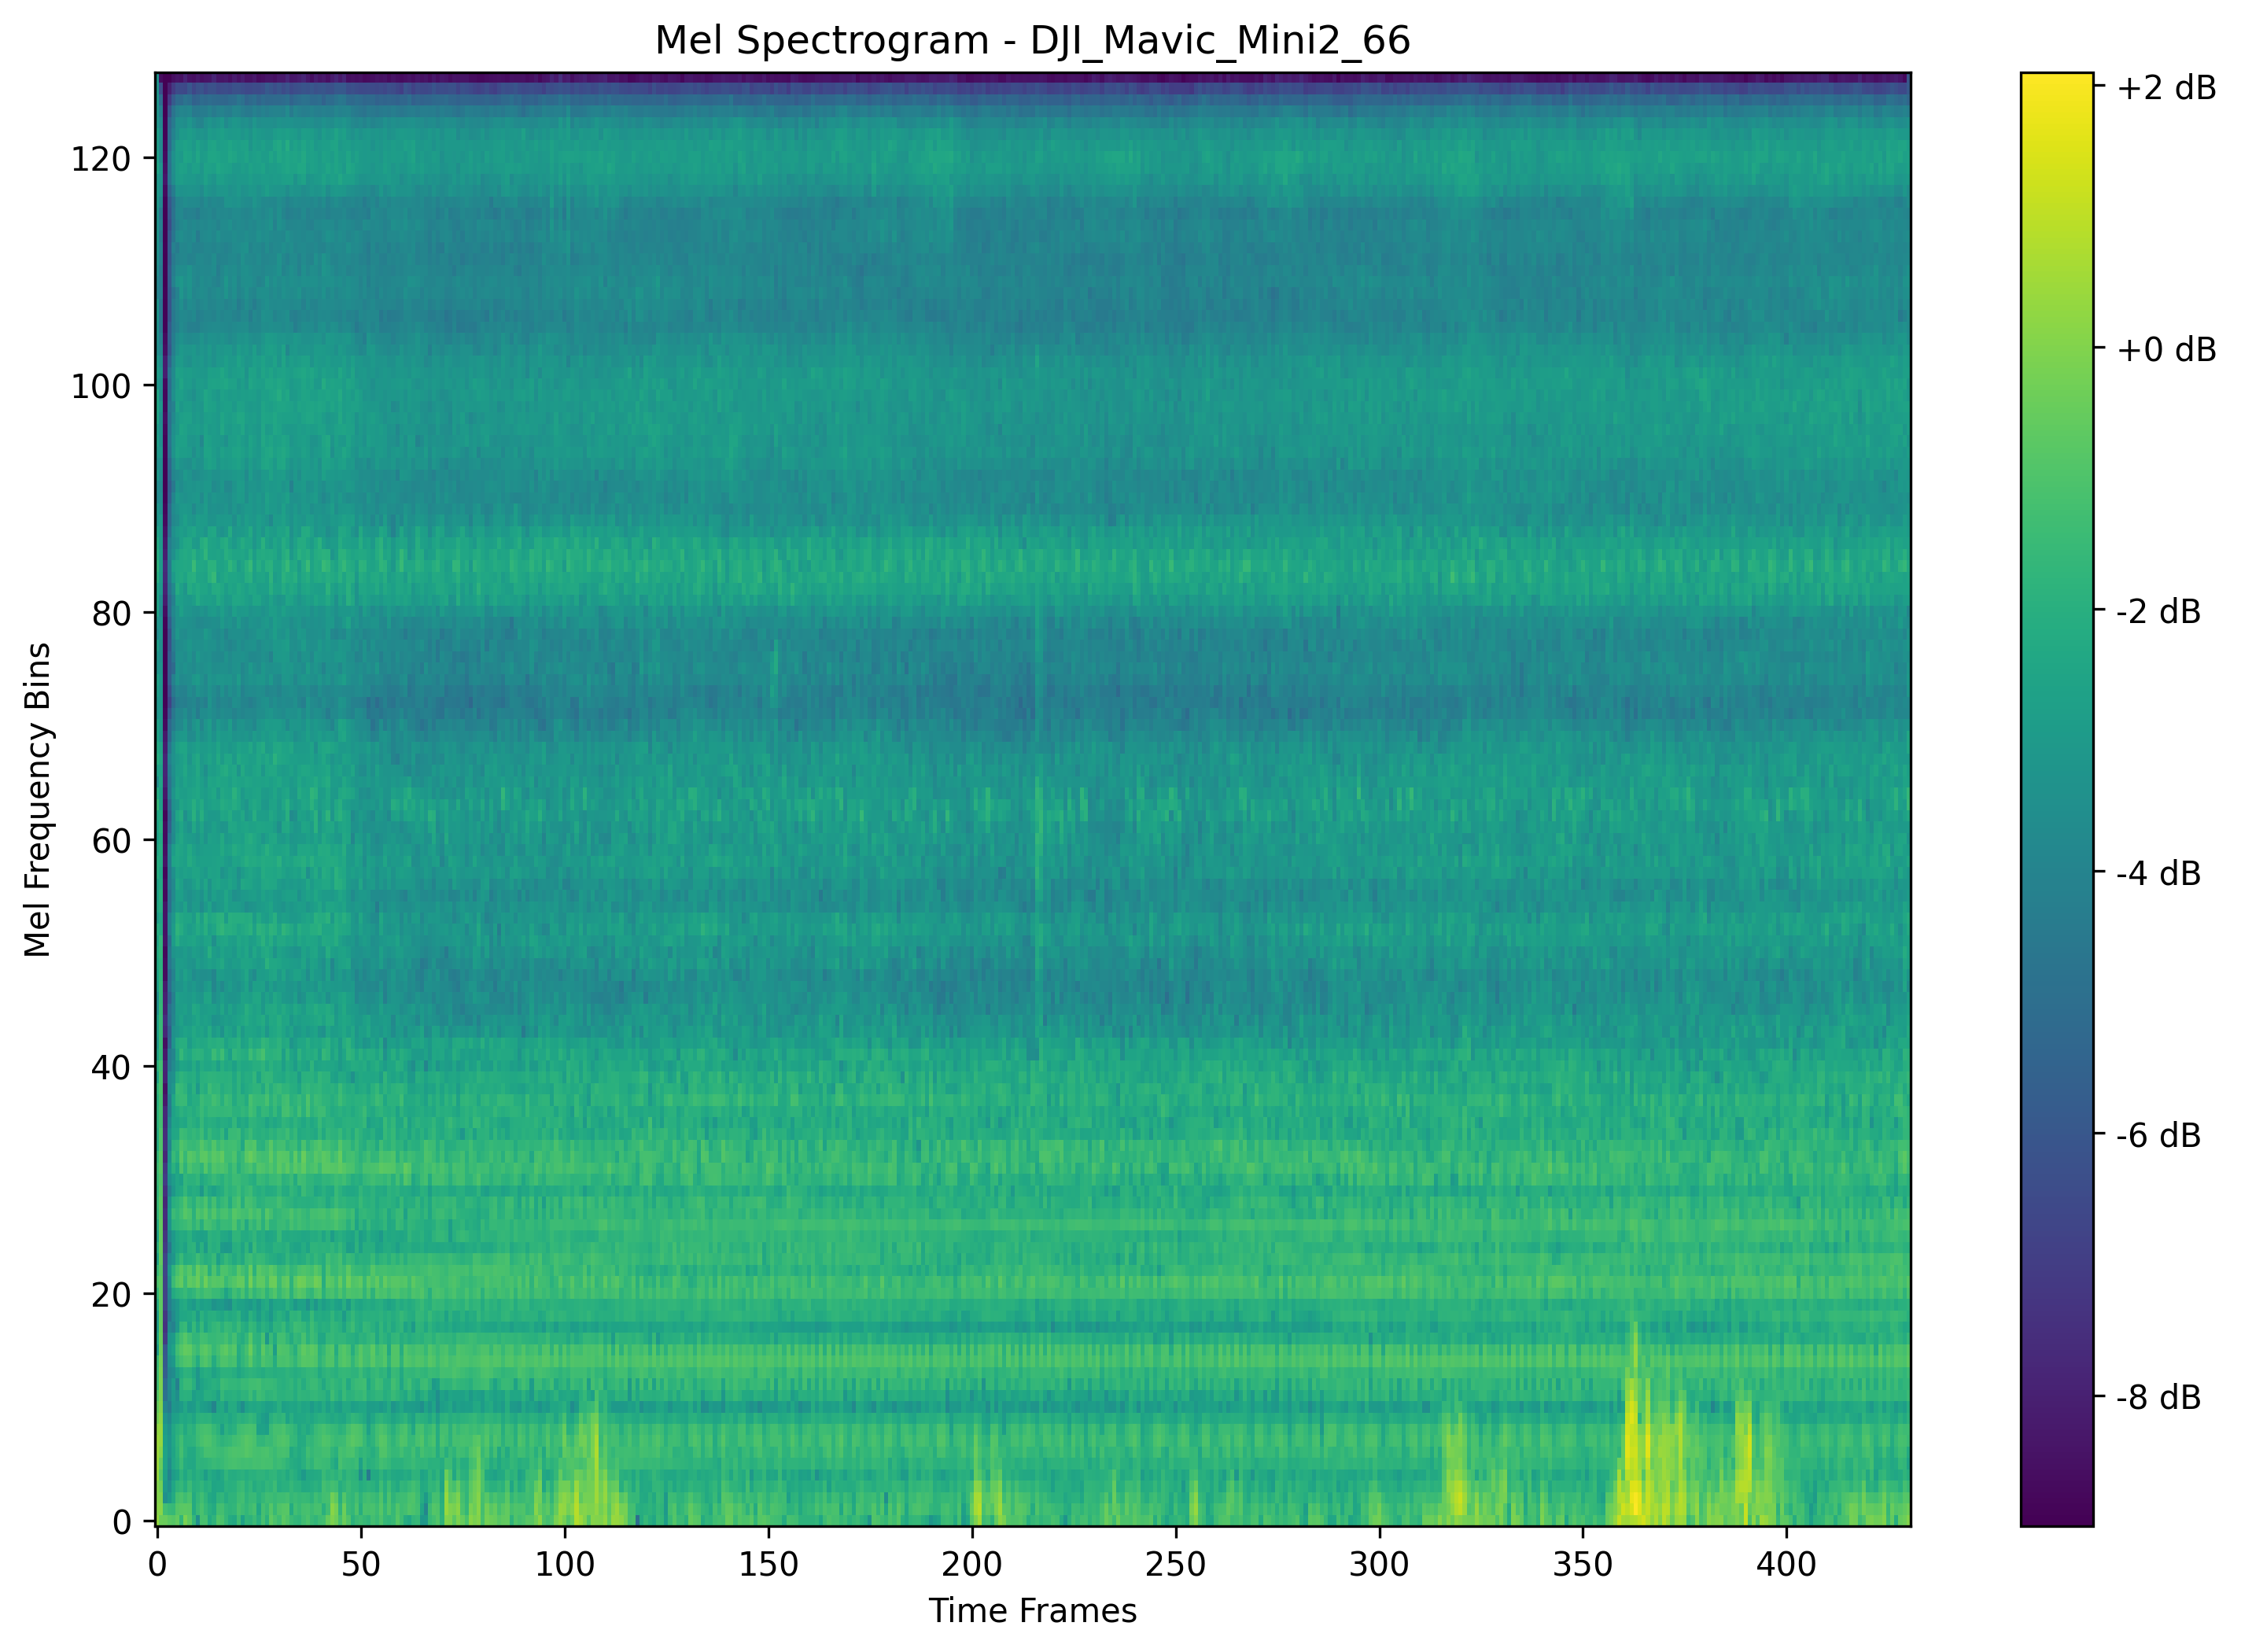 Mel Spectrogram - DJI_Mavic_Mini2_66
+2 dB
+0 dB
-2 dB
-4 dB
-6 dB
-8 dB
Mel Frequency Bins
120
100
80
60
40
20
0
0 50 100 150 200 250 300 350 400
Time Frames